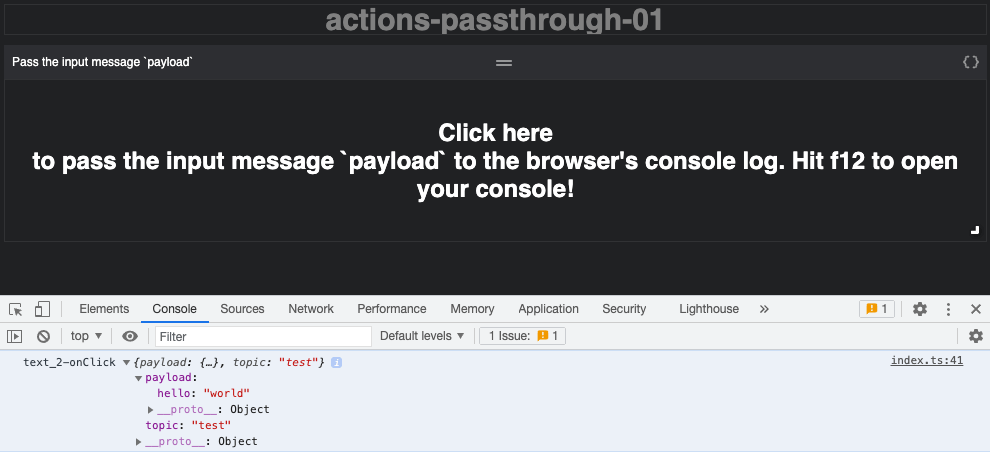 actions-passthrough-01
Pass the input message `payload`
Click here
to pass the input message `payload` to the browser's console log. Hit f12 to open
your console!
Elements Console Sources Network Performance Memory Application Security Lighthouse » 1
top ▼ Filter Default levels ▼ 1 Issue: 1
text_2-onClick ▼{payload: {…}, topic: "test"} i index.ts:41
▼payload:
hello: "world"
▶__proto__: Object
topic: "test"
▶__proto__: Object